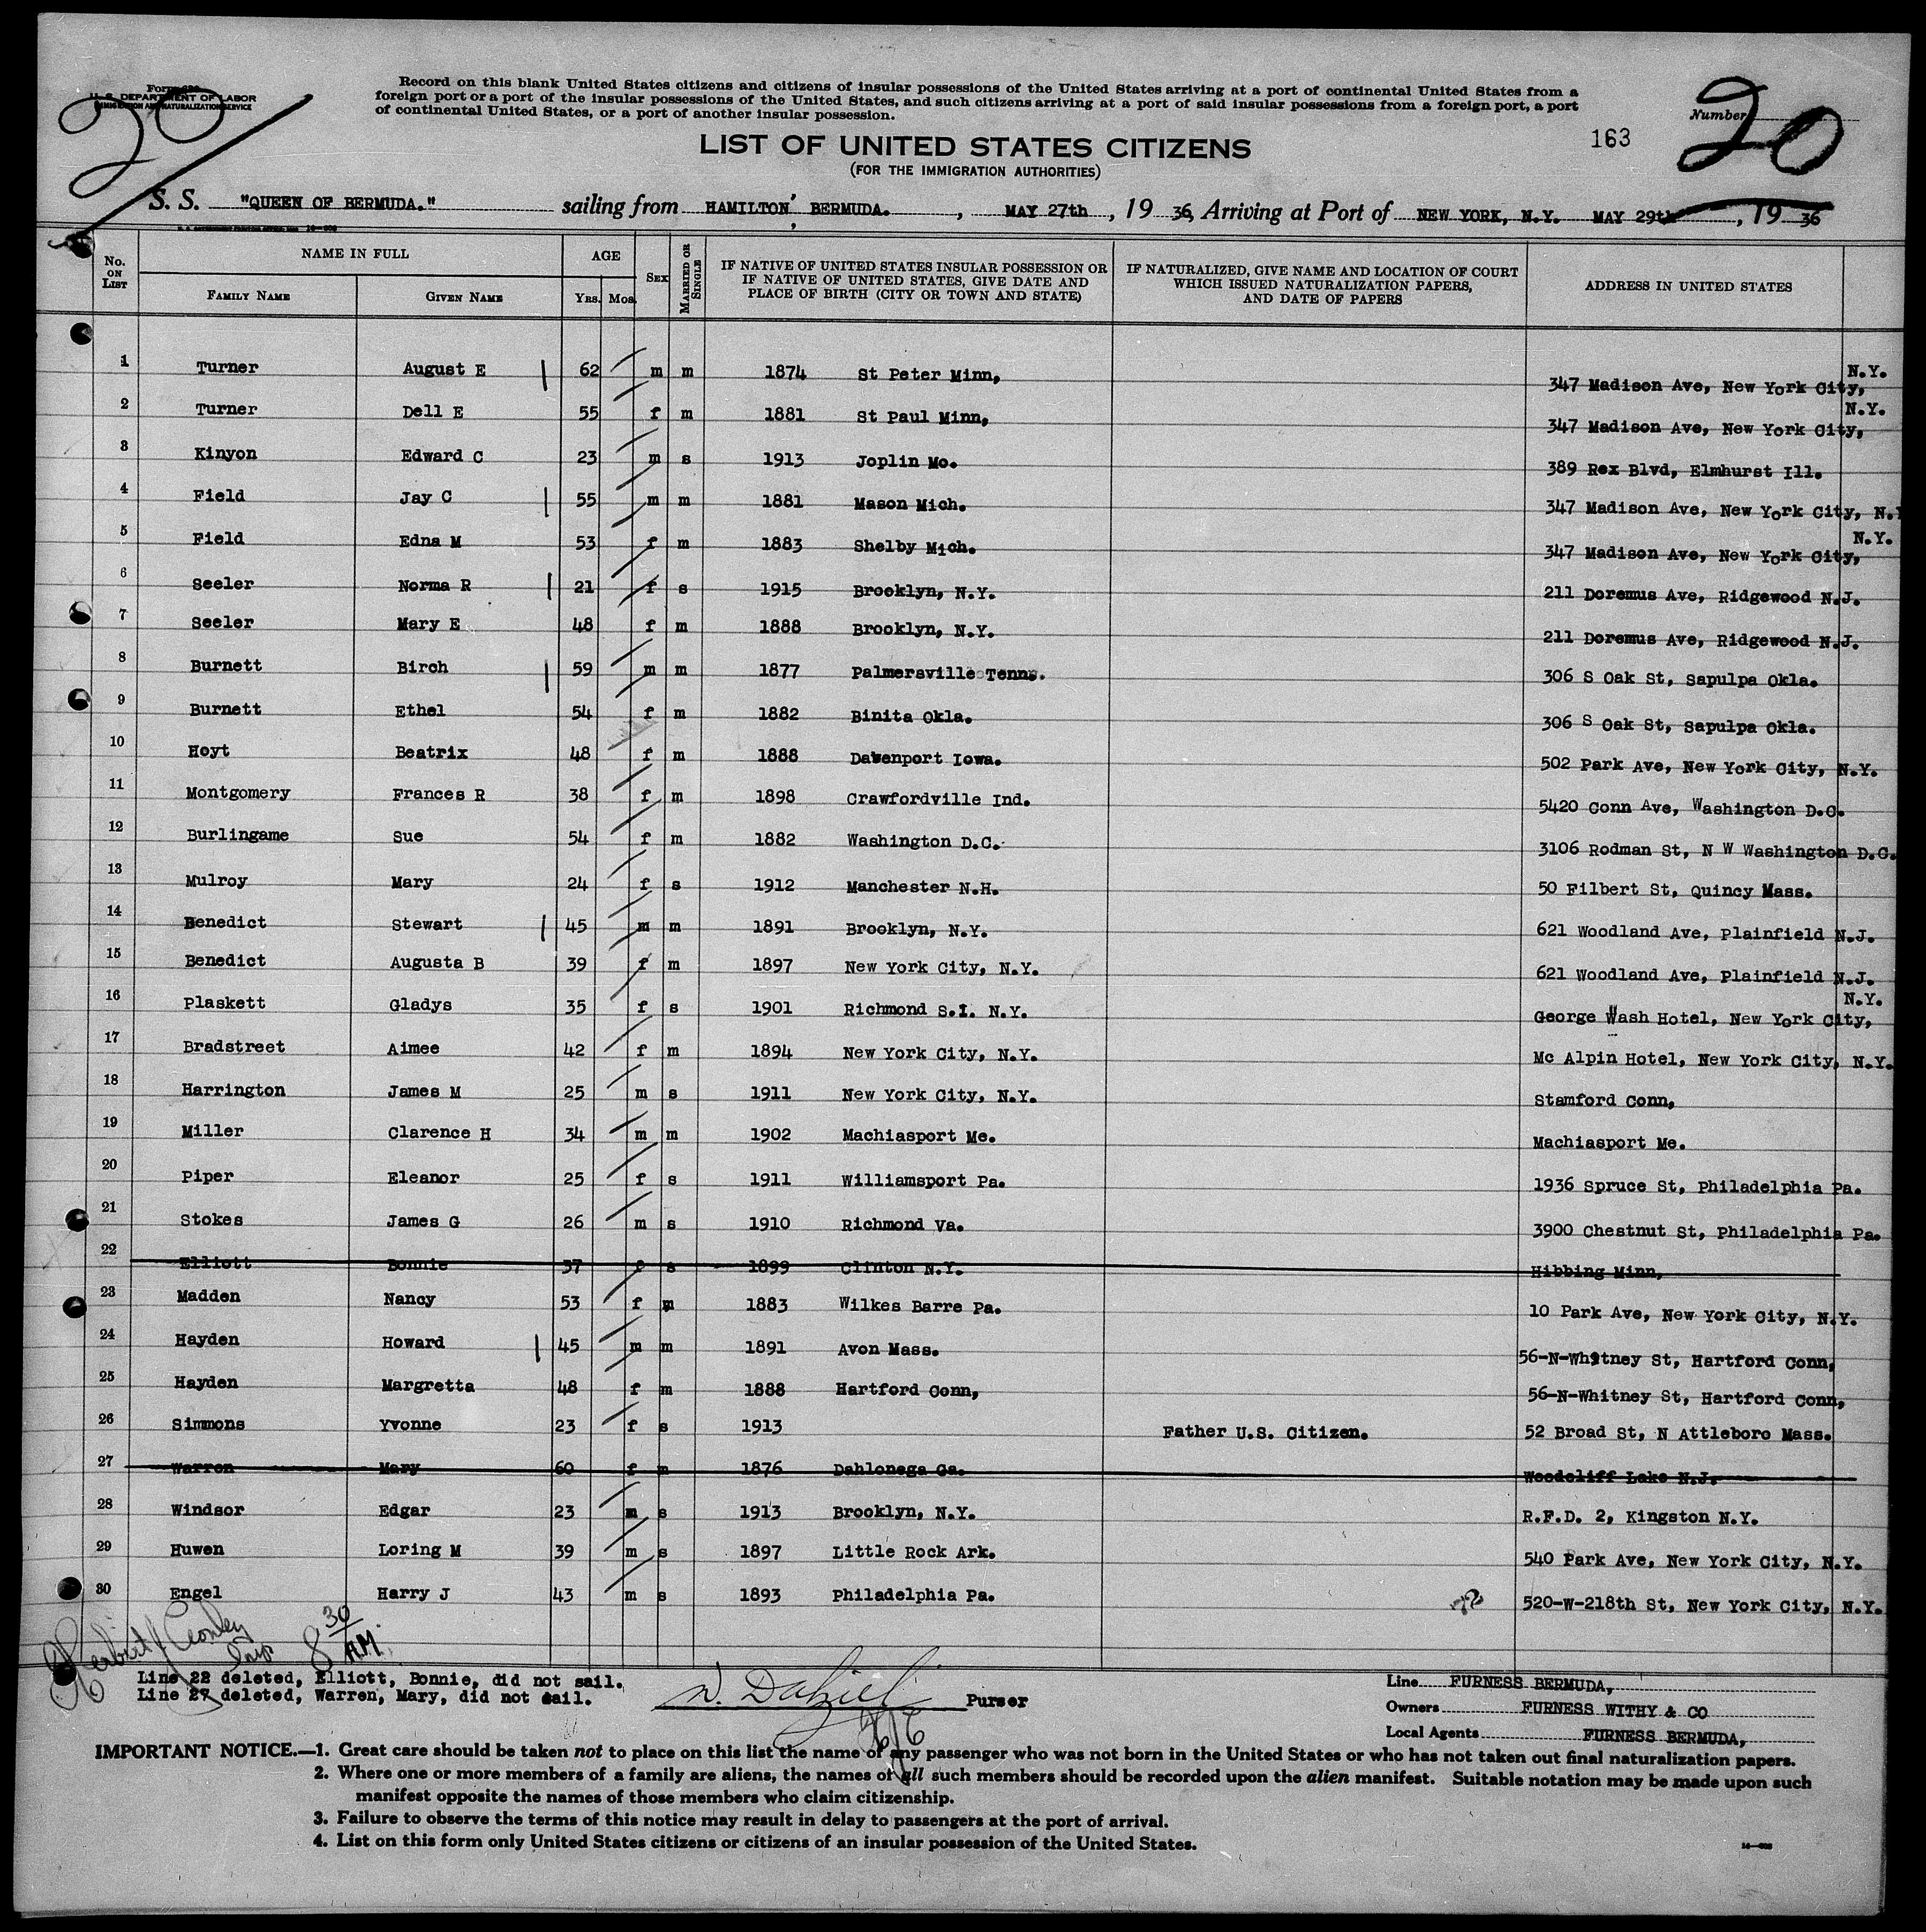 Form 630
U. S. DEPARTMENT OF LABOR
IMMIGRATION AND NATURALIZATION SERVICE
20
Record on this blank United States citizens and citizens of insular possessions of the United States arriving at a port of continental United States from a
foreign port or a port of the insular possessions of the United States, and such citizens arriving at a port of said insular possessions from a foreign port, a port
of continental United States, or a port of another insular possession.
Number 20
163
LIST OF UNITED STATES CITIZENS
(FOR THE IMMIGRATION AUTHORITIES)
S. S. "QUEEN OF BERMUDA." sailing from HAMILTON, BERMUDA. , MAY 27th , 19 36, Arriving at Port of NEW YORK, N.Y. MAY 29th , 19 36
No. ON LIST NAME IN FULL AGE SEX MARRIED OR SINGLE IF NATIVE OF UNITED STATES INSULAR POSSESSION OR IF NATIVE OF UNITED STATES, GIVE DATE AND PLACE OF BIRTH (CITY OR TOWN AND STATE) IF NATURALIZED, GIVE NAME AND LOCATION OF COURT WHICH ISSUED NATURALIZATION PAPERS, AND DATE OF PAPERS ADDRESS IN UNITED STATES
FAMILY NAME GIVEN NAME YRS. MOS.
1 Turner August E 62 m m 1874 St Peter Minn, 347 Madison Ave, New York City, N.Y.
2 Turner Dell E 55 f m 1881 St Paul Minn, 347 Madison Ave, New York City, N.Y.
3 Kinyon Edward C 23 m s 1913 Joplin Mo. 389 Rex Blvd, Elmhurst Ill.
4 Field Jay C 55 m m 1881 Mason Mich. 347 Madison Ave, New York City, N.Y
5 Field Edna M 53 f m 1883 Shelby Mich. 347 Madison Ave, New York City, N.Y.
6 Seeler Norma R 21 f s 1915 Brooklyn, N.Y. 211 Doremus Ave, Ridgewood N.J.
7 Seeler Mary E 48 f m 1888 Brooklyn, N.Y. 211 Doremus Ave, Ridgewood N.J.
8 Burnett Birch 59 m m 1877 Palmersville Tenn. 306 S Oak St, Sapulpa Okla.
9 Burnett Ethel 54 f m 1882 Binita Okla. 306 S Oak St, Sapulpa Okla.
10 Hoyt Beatrix 48 f m 1888 Davenport Iowa. 502 Park Ave, New York City, N.Y.
11 Montgomery Frances R 38 f m 1898 Crawfordville Ind. 5420 Conn Ave, Washington D.C.
12 Burlingame Sue 54 f m 1882 Washington D.C. 3106 Rodman St, N W Washington D.C.
13 Mulroy Mary 24 f s 1912 Manchester N.H. 50 Filbert St, Quincy Mass.
14 Benedict Stewart 45 m m 1891 Brooklyn, N.Y. 621 Woodland Ave, Plainfield N.J.
15 Benedict Augusta B 39 f m 1897 New York City, N.Y. 621 Woodland Ave, Plainfield N.J.
16 Plaskett Gladys 35 f s 1901 Richmond S.I. N.Y. George Wash Hotel, New York City, N.Y.
17 Bradstreet Aimee 42 f m 1894 New York City, N.Y. Mc Alpin Hotel, New York City, N.Y.
18 Harrington James M 25 m s 1911 New York City, N.Y. Stamford Conn,
19 Miller Clarence H 34 m m 1902 Machiasport Me. Machiasport Me.
20 Piper Eleanor 25 f s 1911 Williamsport Pa. 1936 Spruce St, Philadelphia Pa.
21 Stokes James G 26 m s 1910 Richmond Va. 3900 Chestnut St, Philadelphia Pa.
22 Elliott Bonnie 37 f s 1899 Clinton N.Y. Hibbing Minn,
23 Madden Nancy 53 f m 1883 Wilkes Barre Pa. 10 Park Ave, New York City, N.Y.
24 Hayden Howard 45 m m 1891 Avon Mass. 56-N-Whitney St, Hartford Conn,
25 Hayden Margretta 48 f m 1888 Hartford Conn, 56-N-Whitney St, Hartford Conn,
26 Simmons Yvonne 23 f s 1913 Father U.S. Citizen. 52 Broad St, N Attleboro Mass.
27 Warren Mary 60 f m 1876 Dahlonega Ga. Woodcliff Lake N.J.
28 Windsor Edgar 23 m s 1913 Brooklyn, N.Y. R.F.D. 2, Kingston N.Y.
29 Huwen Loring M 39 m s 1897 Little Rock Ark. 540 Park Ave, New York City, N.Y.
30 Engel Harry J 43 m s 1893 Philadelphia Pa. 520-W-218th St, New York City, N.Y.
8 30 A.M.
Line 22 deleted, Elliott, Bonnie, did not sail.
Line 27 deleted, Warren, Mary, did not sail.
Purser
Line FURNESS BERMUDA,
Owners FURNESS WITHY & CO
Local Agents FURNESS BERMUDA,
IMPORTANT NOTICE.—1. Great care should be taken not to place on this list the name of any passenger who was not born in the United States or who has not taken out final naturalization papers.
2. Where one or more members of a family are aliens, the names of all such members should be recorded upon the alien manifest. Suitable notation may be made upon such
manifest opposite the names of those members who claim citizenship.
3. Failure to observe the terms of this notice may result in delay to passengers at the port of arrival.
4. List on this form only United States citizens or citizens of an insular possession of the United States.